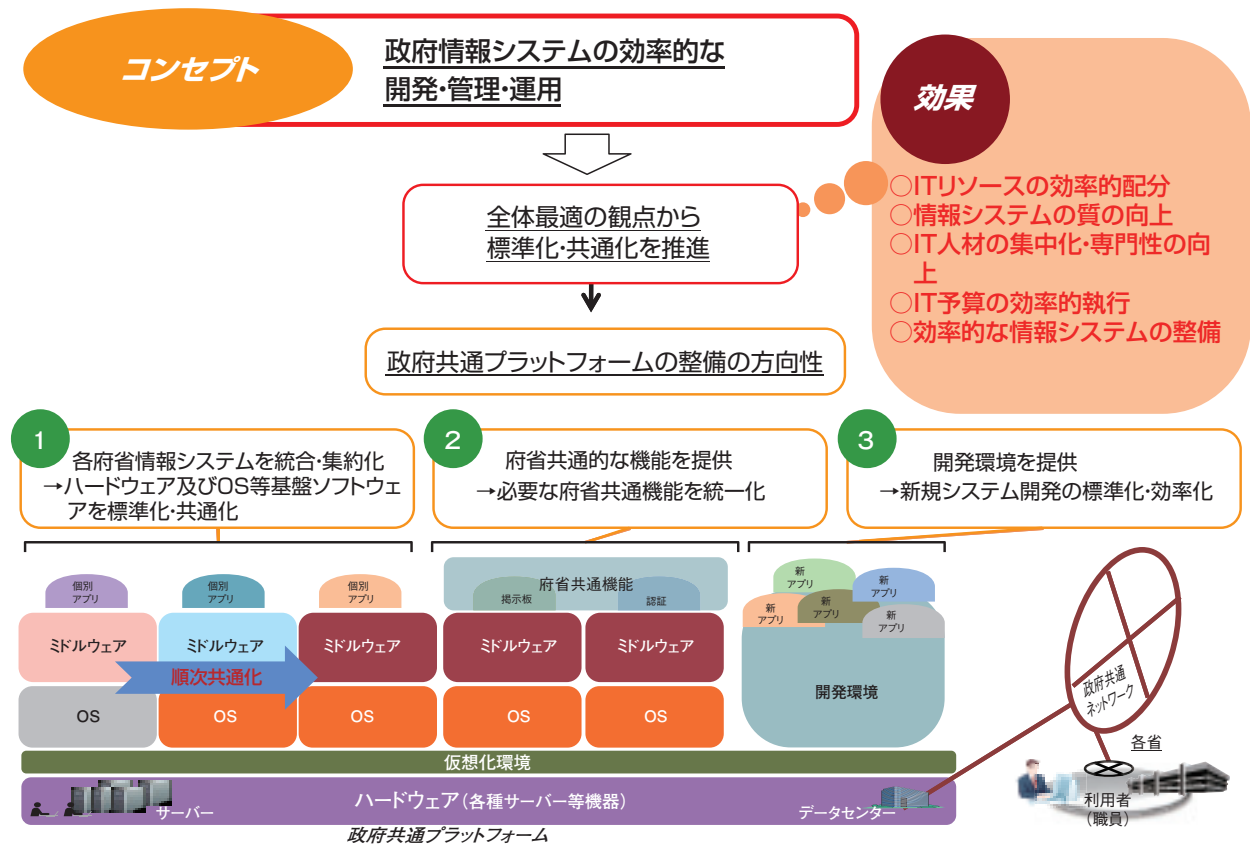 コンセプト
政府情報システムの効率的な
開発・管理・運用
効果
○ITリソースの効率的配分
○情報システムの質の向上
○IT人材の集中化・専門性の向
上
○IT予算の効率的執行
○効率的な情報システムの整備
全体最適の観点から
標準化・共通化を推進
政府共通プラットフォームの整備の方向性
1
各府省情報システムを統合・集約化
→ハードウェア及びOS等基盤ソフトウェ
アを標準化・共通化
2
府省共通的な機能を提供
→必要な府省共通機能を統一化
3
開発環境を提供
→新規システム開発の標準化・効率化
個別
アプリ
個別
アプリ
個別
アプリ
府省共通機能
掲示板
認証
新
アプリ
新
アプリ
新
アプリ
新
アプリ
新
アプリ
ミドルウェア
ミドルウェア
ミドルウェア
ミドルウェア
ミドルウェア
順次共通化
開発環境
OS
OS
OS
OS
OS
仮想化環境
サーバー
ハードウェア(各種サーバー等機器)
データセンター
政府共通プラットフォーム
政府共通
ネットワーク
各省
利用者
(職員)